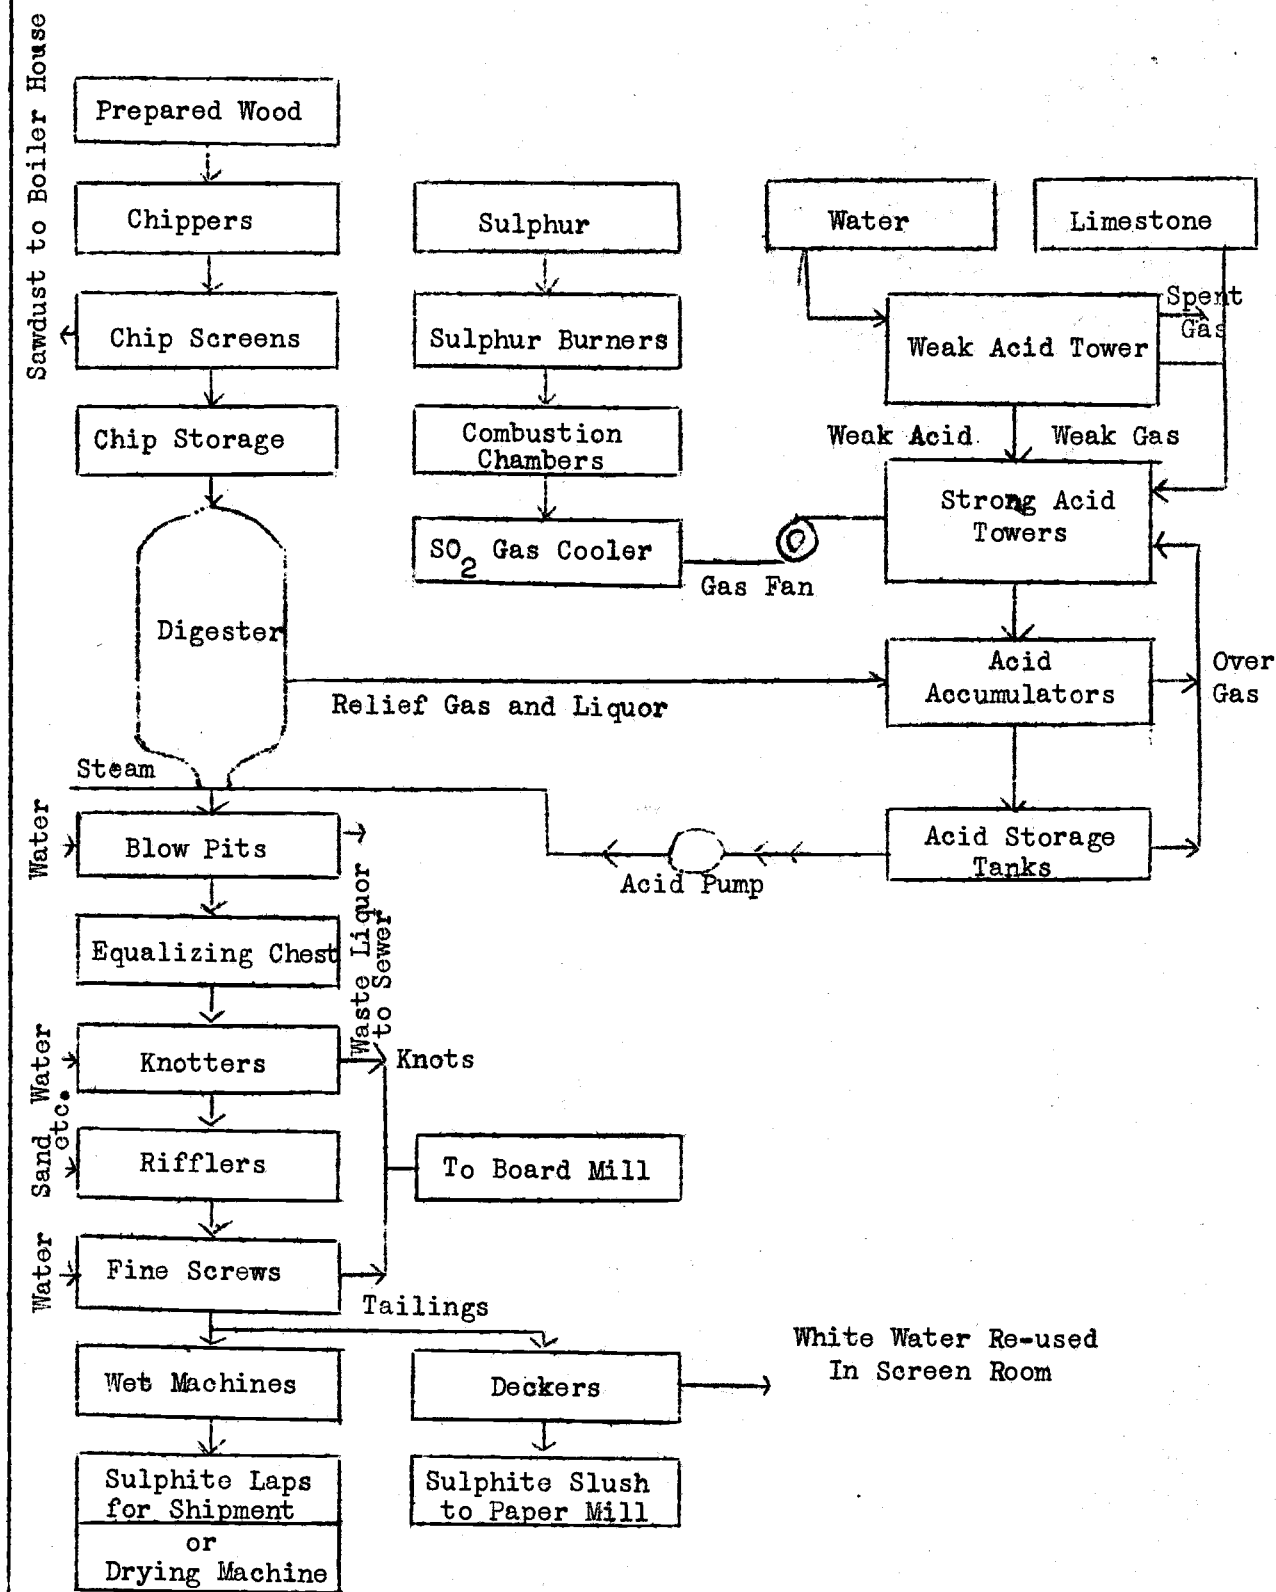 Sawdust to Boiler House
Prepared Wood
Chippers
Chip Screens
Chip Storage
Digester
Sulphur
Sulphur Burners
Combustion
Chambers
SO2 Gas Cooler
Gas Fan
Water
Limestone
Spent
Gas
Weak Acid Tower
Weak Acid
Weak Gas
Strong Acid
Towers
Acid
Accumulators
Over
Gas
Relief Gas and Liquor
Steam
Acid Storage
Tanks
Acid Pump
Water
Blow Pits
Waste Liquor
to Sewer
Equalizing Chest
Water
Knotters
Knots
Sand
etc.
Rifflers
To Board Mill
Water
Fine Screws
Tailings
Wet Machines
Deckers
White Water Re-used
In Screen Room
Sulphite Laps
for Shipment
or
Drying Machine
Sulphite Slush
to Paper Mill